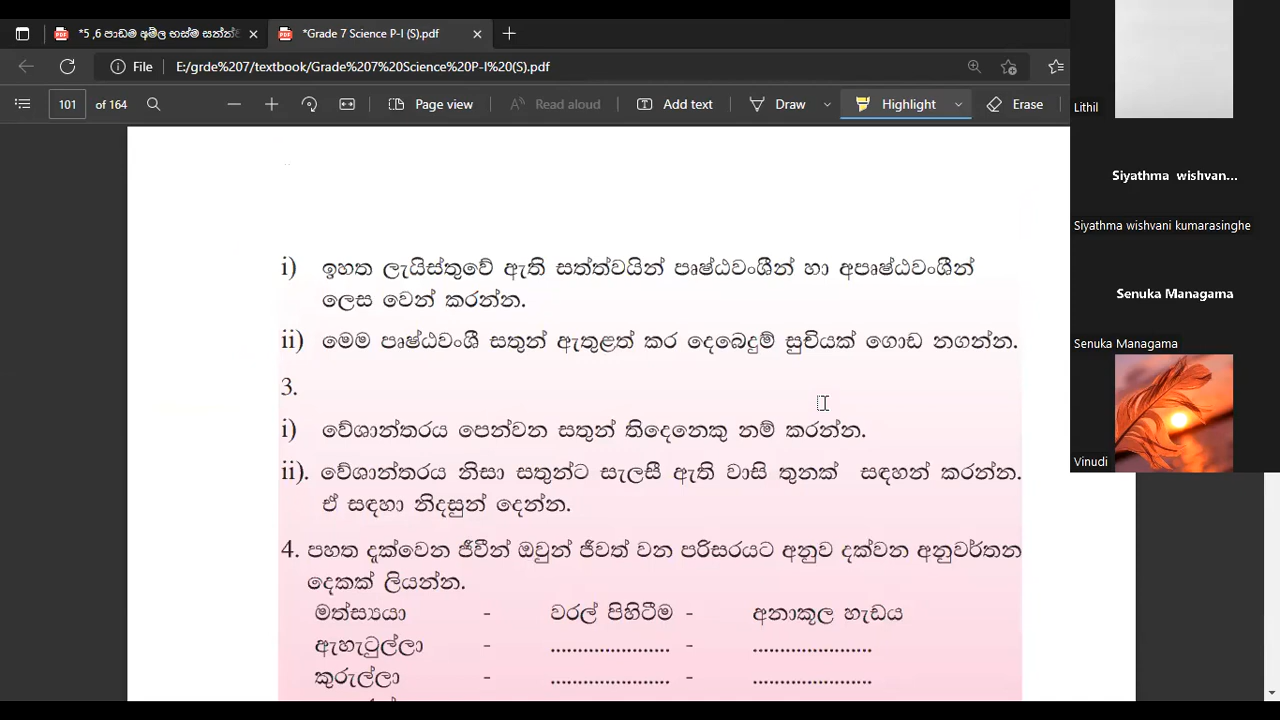 *5 ,6 පාඩම අම්ල භාස්ම සත්ත්ව
*Grade 7 Science P-I (S).pdf
File
E:/grde%207/textbook/Grade%207%20Science%20P-I%20(S).pdf
101 of 164
Page view
Read aloud
Add text
Draw
Highlight
Erase
i) ඉහත ලැයිස්තුවේ ඇති සත්ත්වයින් පෘෂ්ඨවංශීන් හා අපෘෂ්ඨවංශීන්
ලෙස වෙන් කරන්න.
ii) මෙම පෘෂ්ඨවංශී සතුන් ඇතුළත් කර දෙබෙදුම් සුචියක් ගොඩ නගන්න.
3.
i) වේශාන්තරය පෙන්වන සතුන් තිදෙනෙකු නම් කරන්න.
ii). වේශාන්තරය නිසා සතුන්ට සැලසී ඇති වාසි තුනක් සඳහන් කරන්න.
ඒ සඳහා නිදසුන් දෙන්න.
4. පහත දැක්වෙන ජීවීන් ඔවුන් ජීවත් වන පරිසරයට අනුව දක්වන අනුවර්තන
දෙකක් ලියන්න.
මත්ස්‍යයා - වරල් පිහිටීම - අනාකූල හැඩය
ඇහැටුල්ලා - ...................... - ......................
කුරුල්ලා - ...................... - ......................
Lithil
Siyathma wishvan...
Siyathma wishvani kumarasinghe
Senuka Managama
Senuka Managama
Vinudi